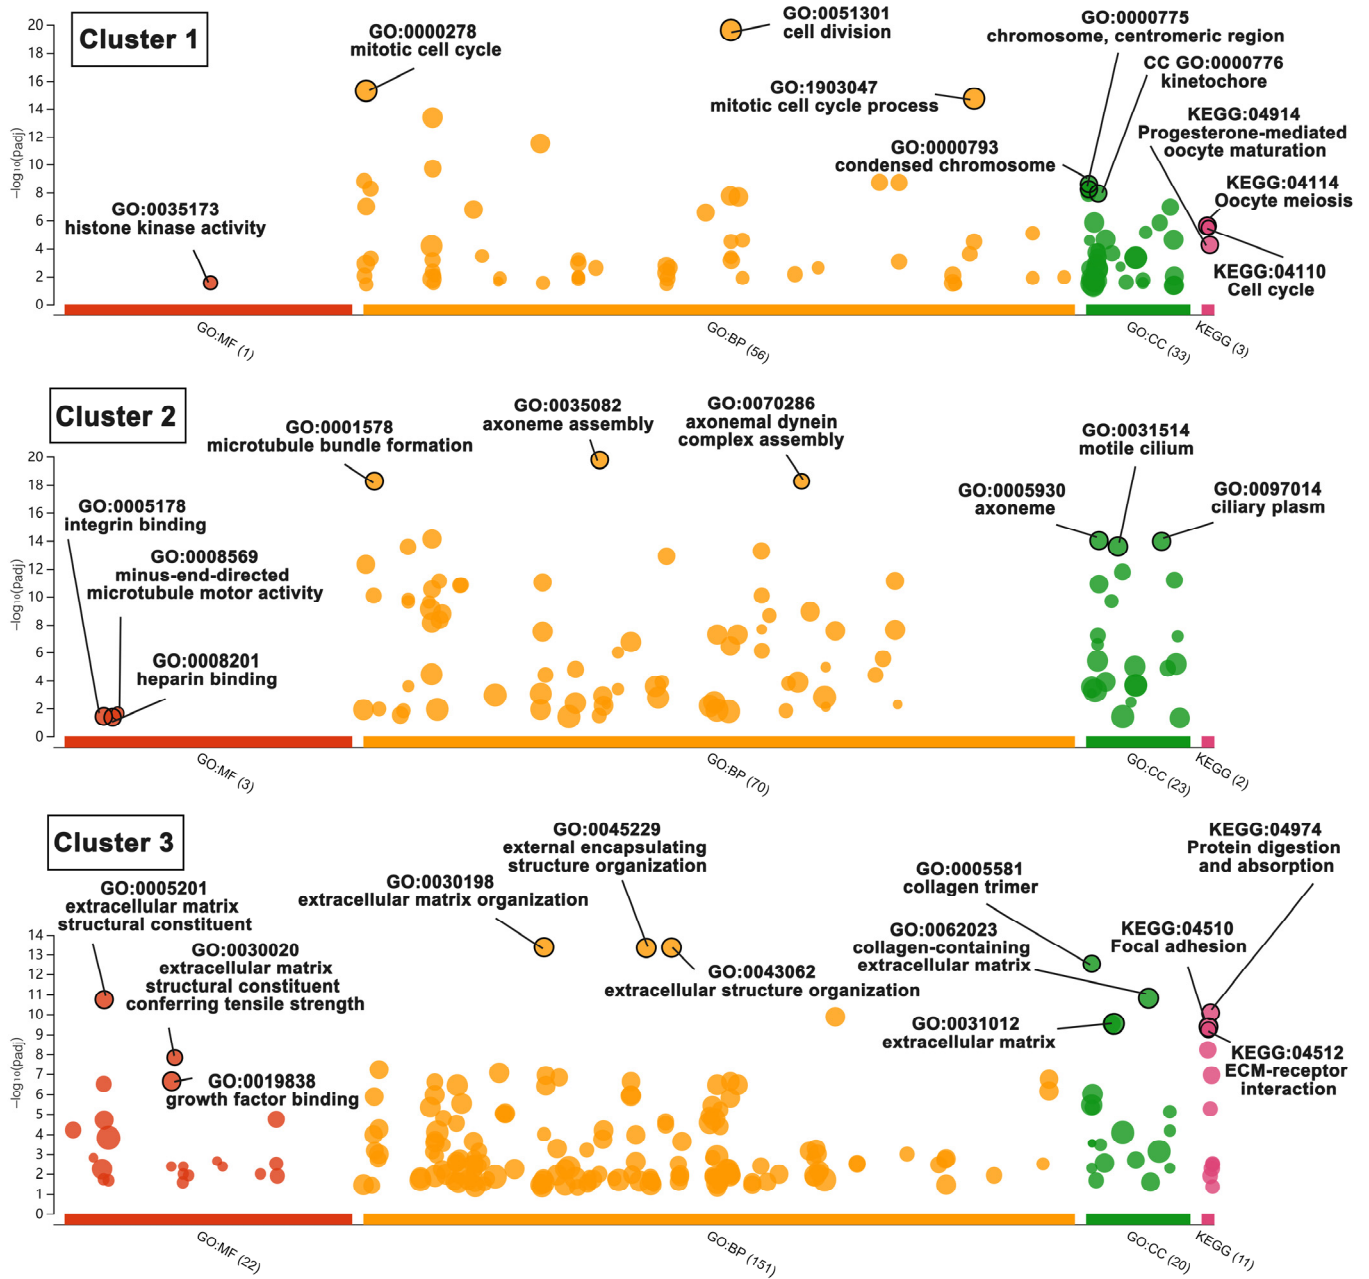 Cluster 1
GO:0000278
mitotic cell cycle
GO:0051301
cell division
GO:0000775
chromosome, centromeric region
CC GO:0000776
kinetochore
GO:1903047
mitotic cell cycle process
KEGG:04914
Progesterone-mediated
oocyte maturation
GO:0000793
condensed chromosome
KEGG:04114
Oocyte meiosis
GO:0035173
histone kinase activity
KEGG:04110
Cell cycle
−log10(padj)
20
18
16
14
12
10
8
6
4
2
0
GO:MF (1)
GO:BP (56)
GO:CC (33)
KEGG (3)
Cluster 2
GO:0001578
microtubule bundle formation
GO:0035082
axoneme assembly
GO:0070286
axonemal dynein
complex assembly
GO:0031514
motile cilium
GO:0005930
axoneme
GO:0097014
ciliary plasm
GO:0005178
integrin binding
GO:0008569
minus-end-directed
microtubule motor activity
GO:0008201
heparin binding
−log10(padj)
20
18
16
14
12
10
8
6
4
2
0
GO:MF (3)
GO:BP (70)
GO:CC (23)
KEGG (2)
Cluster 3
GO:0045229
external encapsulating
structure organization
KEGG:04974
Protein digestion
and absorption
GO:0005201
extracellular matrix
structural constituent
GO:0030198
extracellular matrix organization
GO:0005581
collagen trimer
GO:0062023
collagen-containing
extracellular matrix
KEGG:04510
Focal adhesion
GO:0030020
extracellular matrix
structural constituent
conferring tensile strength
GO:0043062
extracellular structure organization
GO:0031012
extracellular matrix
KEGG:04512
ECM-receptor
interaction
GO:0019838
growth factor binding
−log10(padj)
14
13
12
11
10
9
8
7
6
5
4
3
2
1
0
GO:MF (22)
GO:BP (151)
GO:CC (20)
KEGG (11)